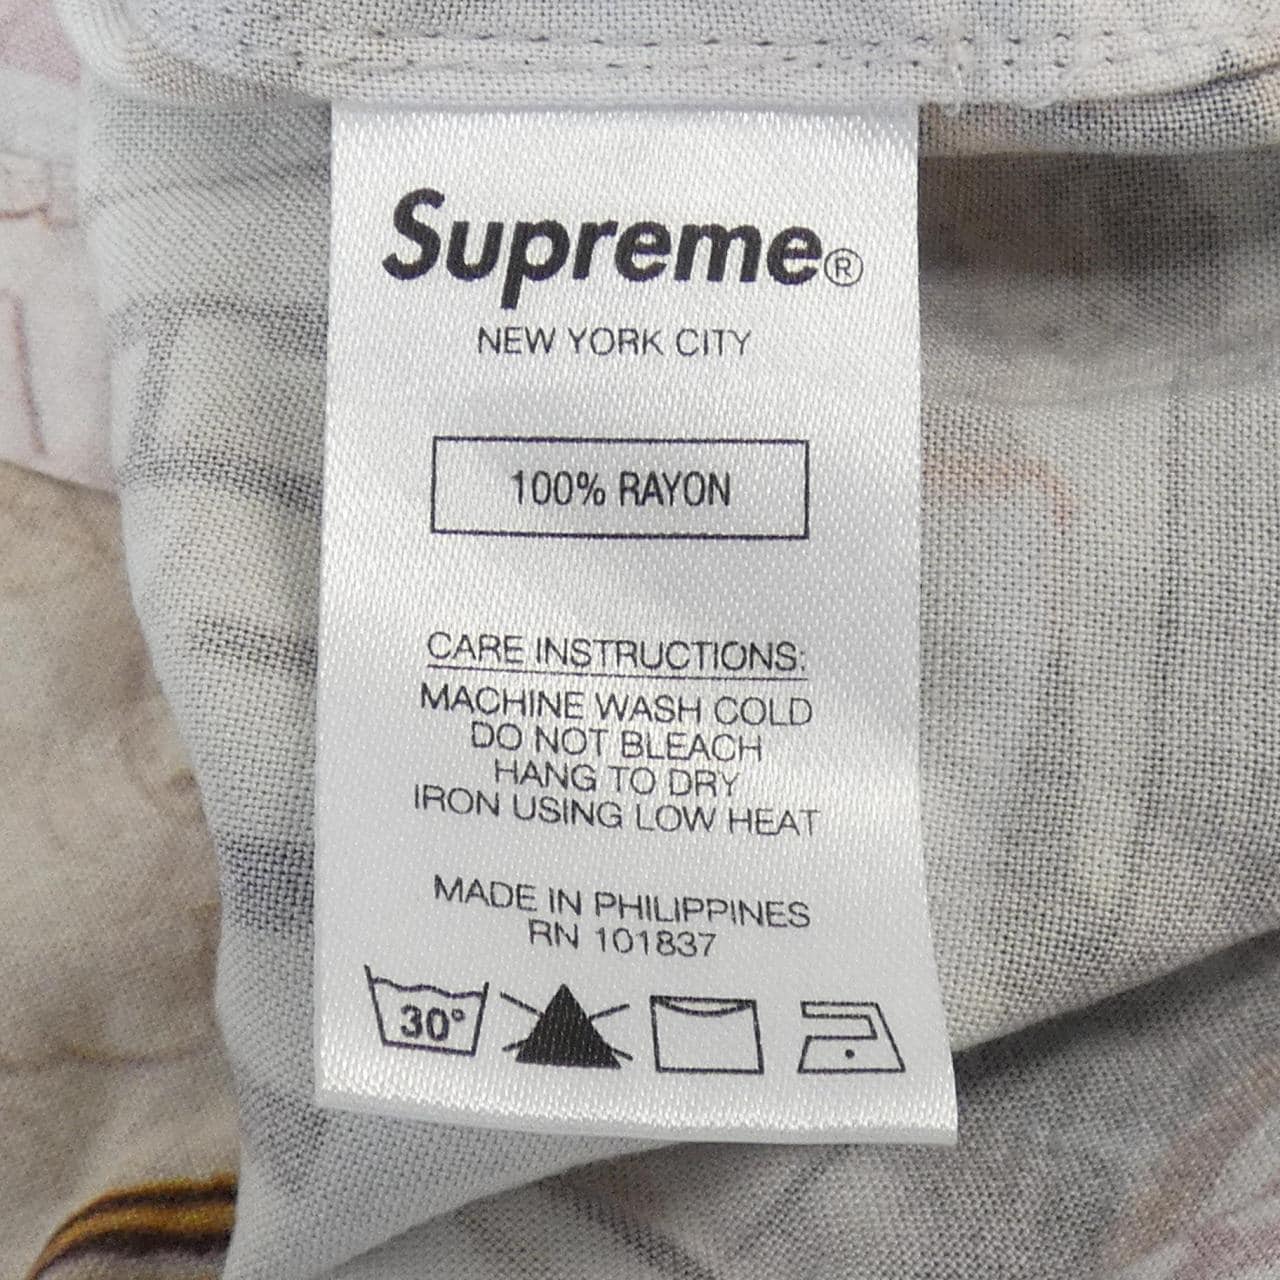 Supreme®
NEW YORK CITY
100% RAYON
CARE INSTRUCTIONS:
MACHINE WASH COLD
DO NOT BLEACH
HANG TO DRY
IRON USING LOW HEAT
MADE IN PHILIPPINES
RN 101837
30°